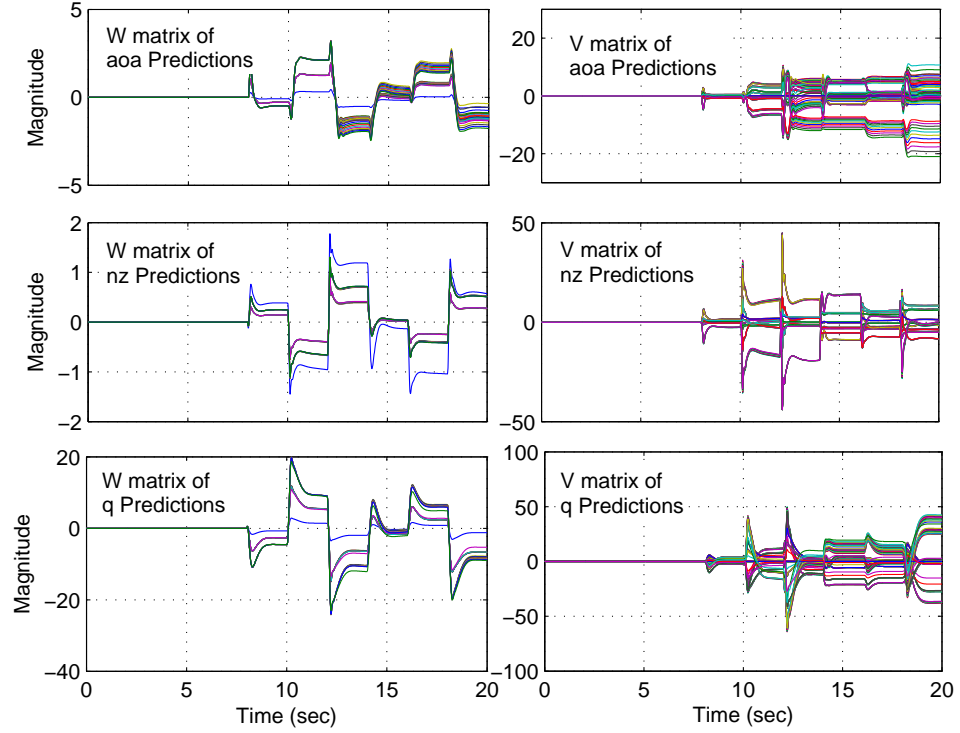 5
0
−5
Magnitude
W matrix of
aoa Predictions
20
0
−20
V matrix of
aoa Predictions
2
1
0
−1
−2
Magnitude
W matrix of
nz Predictions
50
0
−50
V matrix of
nz Predictions
20
0
−20
−40
Magnitude
W matrix of
q Predictions
0
5
10
15
20
Time (sec)
100
50
0
−50
−100
V matrix of
q Predictions
0
5
10
15
20
Time (sec)